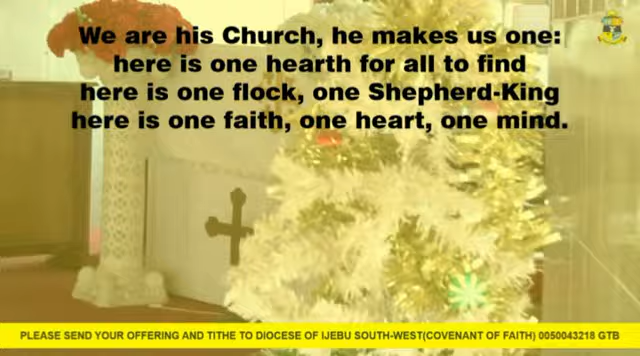 We are his Church, he makes us one:
here is one hearth for all to find
here is one flock, one Shepherd-King
here is one faith, one heart, one mind.
PLEASE SEND YOUR OFFERING AND TITHE TO DIOCESE OF IJEBU SOUTH-WEST(COVENANT OF FAITH) 0050043218 GTB